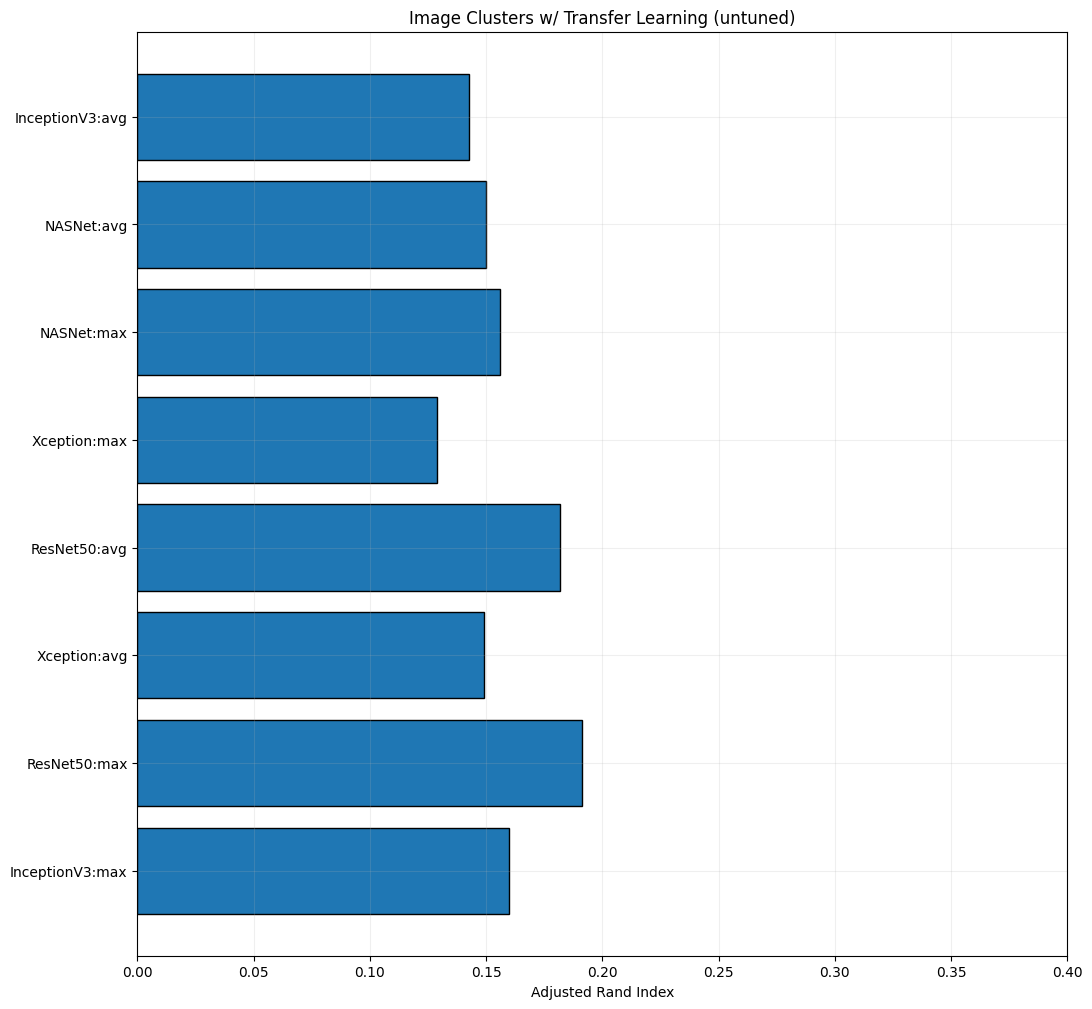 Image Clusters w/ Transfer Learning (untuned)
InceptionV3:avg
NASNet:avg
NASNet:max
Xception:max
ResNet50:avg
Xception:avg
ResNet50:max
InceptionV3:max
0.00 0.05 0.10 0.15 0.20 0.25 0.30 0.35 0.40
Adjusted Rand Index